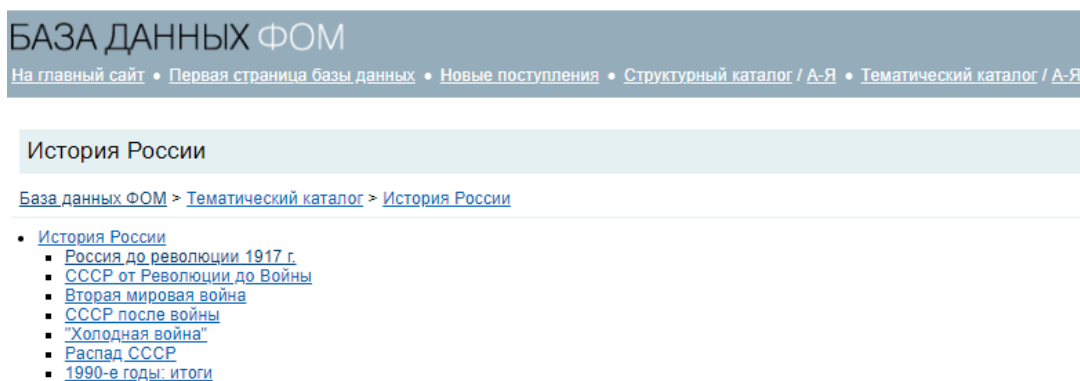 БАЗА ДАННЫХ ФОМ
На главный сайт • Первая страница базы данных • Новые поступления • Структурный каталог / А-Я • Тематический каталог / А-Я
История России
База данных ФОМ > Тематический каталог > История России
• История России
▪ Россия до революции 1917 г.
▪ СССР от Революции до Войны
▪ Вторая мировая война
▪ СССР после войны
▪ "Холодная война"
▪ Распад СССР
▪ 1990-е годы: итоги